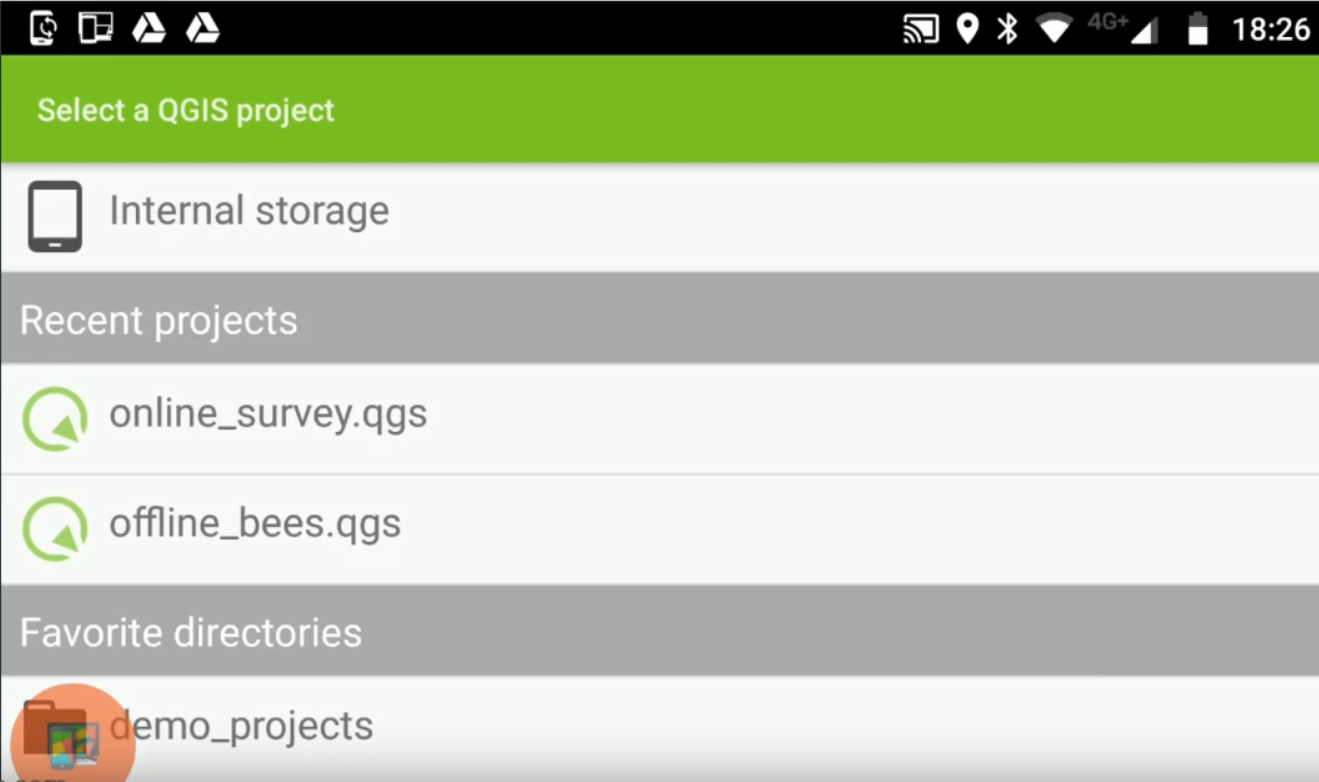 4G+ 18:26
Select a QGIS project
Internal storage
Recent projects
online_survey.qgs
offline_bees.qgs
Favorite directories
demo_projects